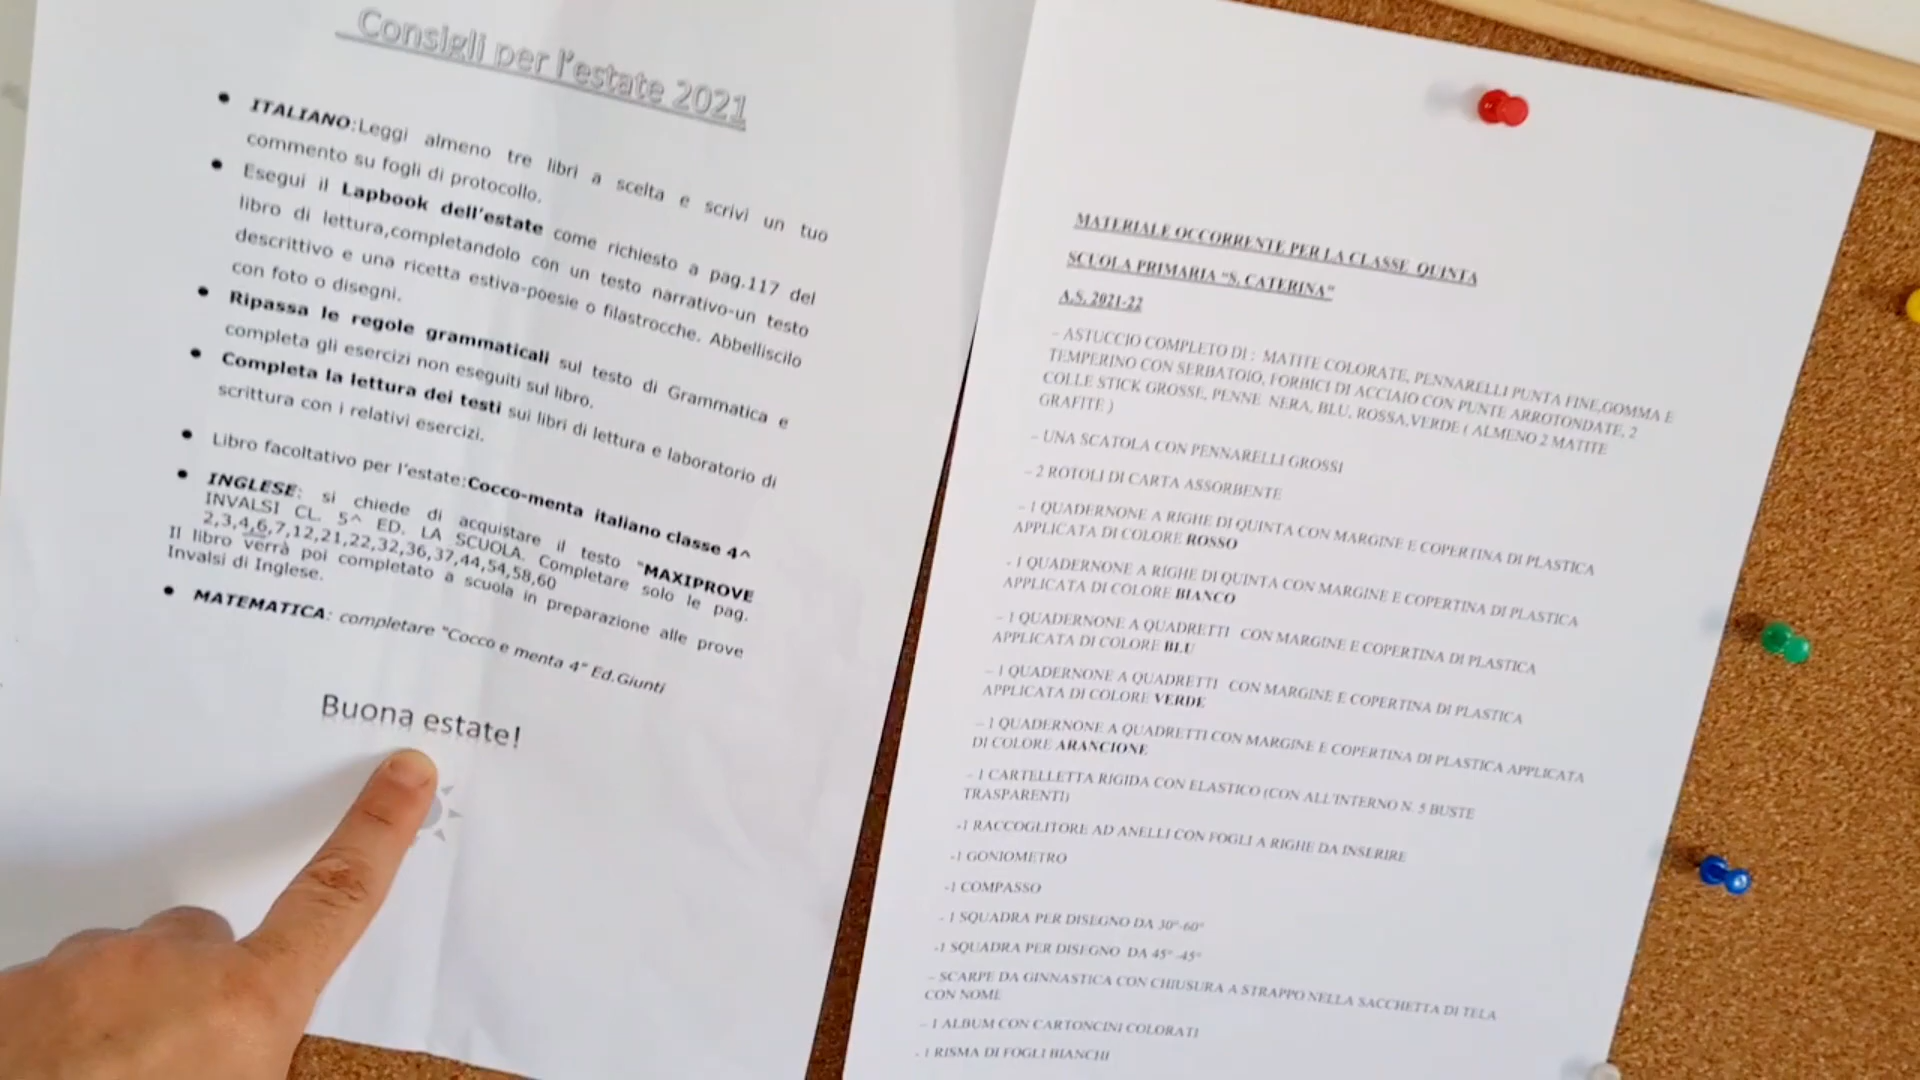 Consigli per l'estate 2021
ITALIANO:Leggi almeno tre libri a scelta e scrivi un tuo
commento su fogli di protocollo.
Esegui il Lapbook dell'estate come richiesto a pag.117 del
libro di lettura,completandolo con un testo narrativo-un testo
descrittivo e una ricetta estiva-poesie o filastrocche. Abbelliscilo
con foto o disegni.
Ripassa le regole grammaticali sul testo di Grammatica e
completa gli esercizi non eseguiti sul libro.
Completa la lettura dei testi sui libri di lettura e laboratorio di
scrittura con i relativi esercizi.
Libro facoltativo per l'estate:Cocco-menta italiano classe 4^
INGLESE: si chiede di acquistare il testo "MAXIPROVE
INVALSI CL. 5^ ED. LA SCUOLA. Completare solo le pag.
2,3,4,6,7,12,21,22,32,36,37,44,54,58,60
Il libro verrà poi completato a scuola in preparazione alle prove
Invalsi di Inglese.
MATEMATICA: completare "Cocco e menta 4" Ed.Giunti
Buona estate!
MATERIALE OCCORRENTE PER LA CLASSE QUINTA
SCUOLA PRIMARIA "S. CATERINA"
A.S. 2021-22
– ASTUCCIO COMPLETO DI : MATITE COLORATE, PENNARELLI PUNTA FINE,GOMMA E
TEMPERINO CON SERBATOIO, FORBICI DI ACCIAIO CON PUNTE ARROTONDATE, 2
COLLE STICK GROSSE, PENNE NERA, BLU, ROSSA,VERDE ( ALMENO 2 MATITE
GRAFITE )
– UNA SCATOLA CON PENNARELLI GROSSI
– 2 ROTOLI DI CARTA ASSORBENTE
– 1 QUADERNONE A RIGHE DI QUINTA CON MARGINE E COPERTINA DI PLASTICA
APPLICATA DI COLORE ROSSO
- 1 QUADERNONE A RIGHE DI QUINTA CON MARGINE E COPERTINA DI PLASTICA
APPLICATA DI COLORE BIANCO
– 1 QUADERNONE A QUADRETTI CON MARGINE E COPERTINA DI PLASTICA
APPLICATA DI COLORE BLU
– 1 QUADERNONE A QUADRETTI CON MARGINE E COPERTINA DI PLASTICA
APPLICATA DI COLORE VERDE
– 1 QUADERNONE A QUADRETTI CON MARGINE E COPERTINA DI PLASTICA APPLICATA
DI COLORE ARANCIONE
– 1 CARTELLETTA RIGIDA CON ELASTICO (CON ALL'INTERNO N. 5 BUSTE
TRASPARENTI)
-1 RACCOGLITORE AD ANELLI CON FOGLI A RIGHE DA INSERIRE
-1 GONIOMETRO
-1 COMPASSO
- 1 SQUADRA PER DISEGNO DA 30°-60°
-1 SQUADRA PER DISEGNO DA 45° -45°
– SCARPE DA GINNASTICA CON CHIUSURA A STRAPPO NELLA SACCHETTA DI TELA
CON NOME
– 1 ALBUM CON CARTONCINI COLORATI
- 1 RISMA DI FOGLI BIANCHI